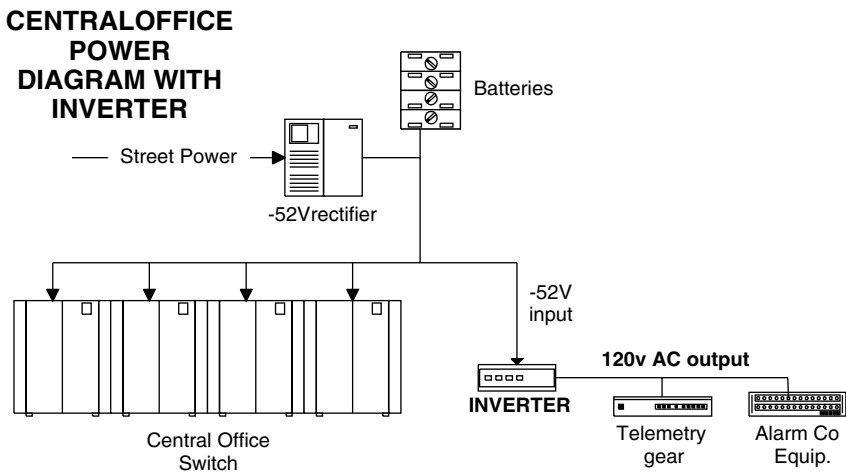 CENTRALOFFICE
POWER
DIAGRAM WITH
INVERTER
Batteries
Street Power
-52Vrectifier
-52V
input
120v AC output
INVERTER
Central Office
Switch
Telemetry
gear
Alarm Co
Equip.